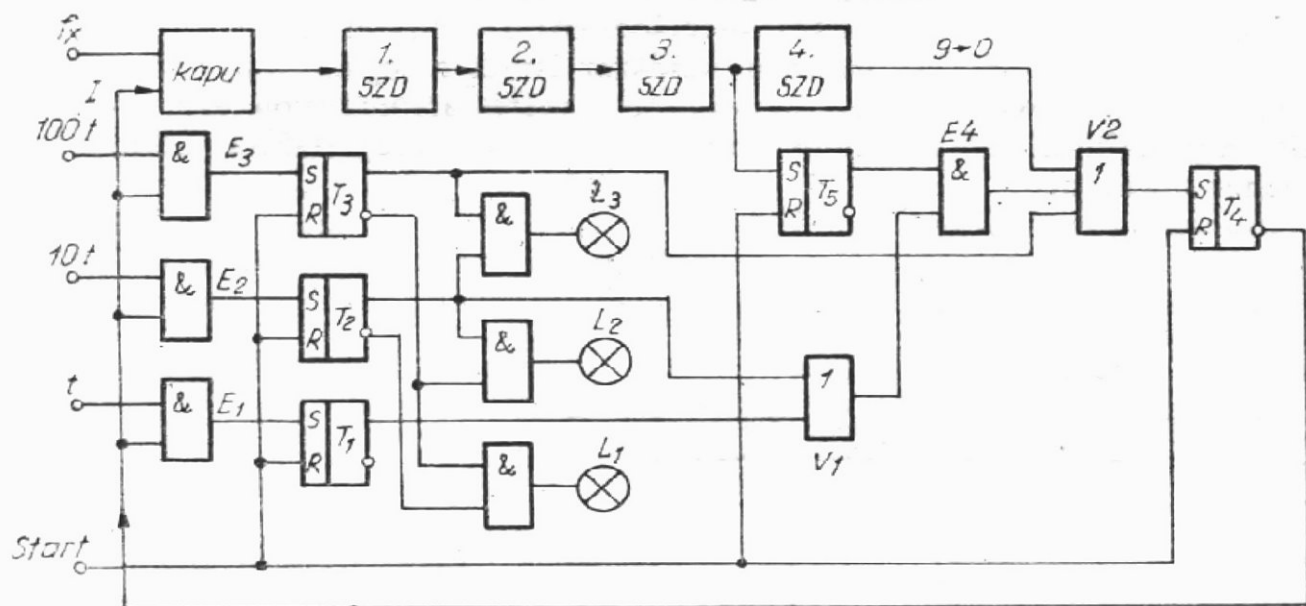 fx
kapu
1. SZD
2. SZD
3. SZD
4. SZD
9→0
I
100t
&
E3
S
R
T3
&
L3
S
R
T5
E4
&
V2
1
S
R
T4
10t
&
E2
S
R
T2
&
L2
t
&
E1
S
R
T1
&
L1
1
V1
Start